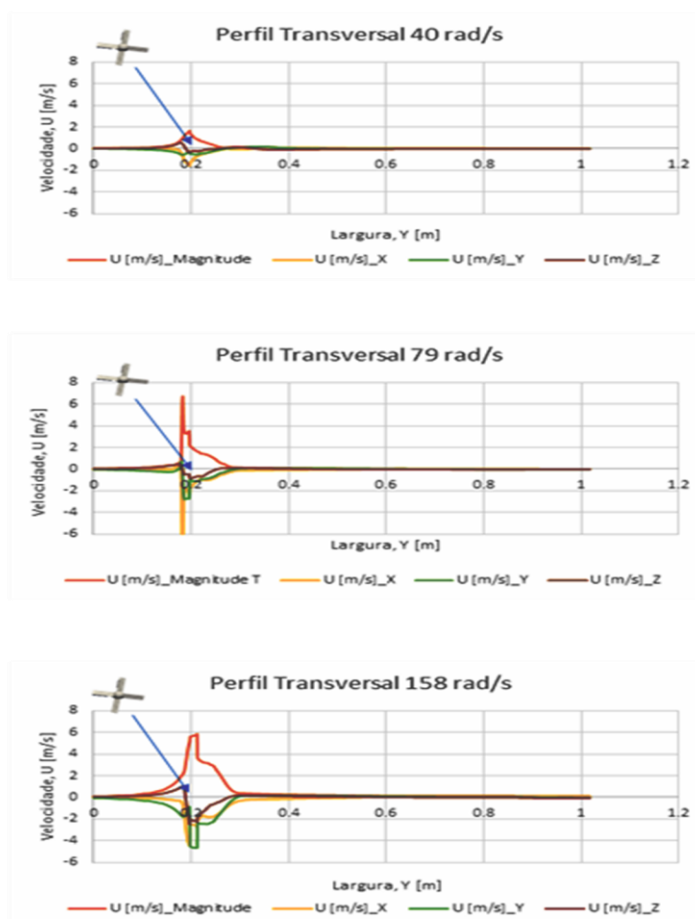 Perfil Transversal 40 rad/s
Velocidade, U [m/s]
8
6
4
2
0
-2
-4
-6
0 0.2 0.4 0.6 0.8 1 1.2
Largura, Y [m]
U [m/s]_Magnitude U [m/s]_X U [m/s]_Y U [m/s]_Z
Perfil Transversal 79 rad/s
Velocidade, U [m/s]
8
6
4
2
0
-2
-4
-6
0 0.2 0.4 0.6 0.8 1 1.2
Largura, Y [m]
U [m/s]_Magnitude T U [m/s]_X U [m/s]_Y U [m/s]_Z
Perfil Transversal 158 rad/s
Velocidade, U [m/s]
8
6
4
2
0
-2
-4
-6
0 0.2 0.4 0.6 0.8 1 1.2
Largura, Y [m]
U [m/s]_Magnitude U [m/s]_X U [m/s]_Y U [m/s]_Z